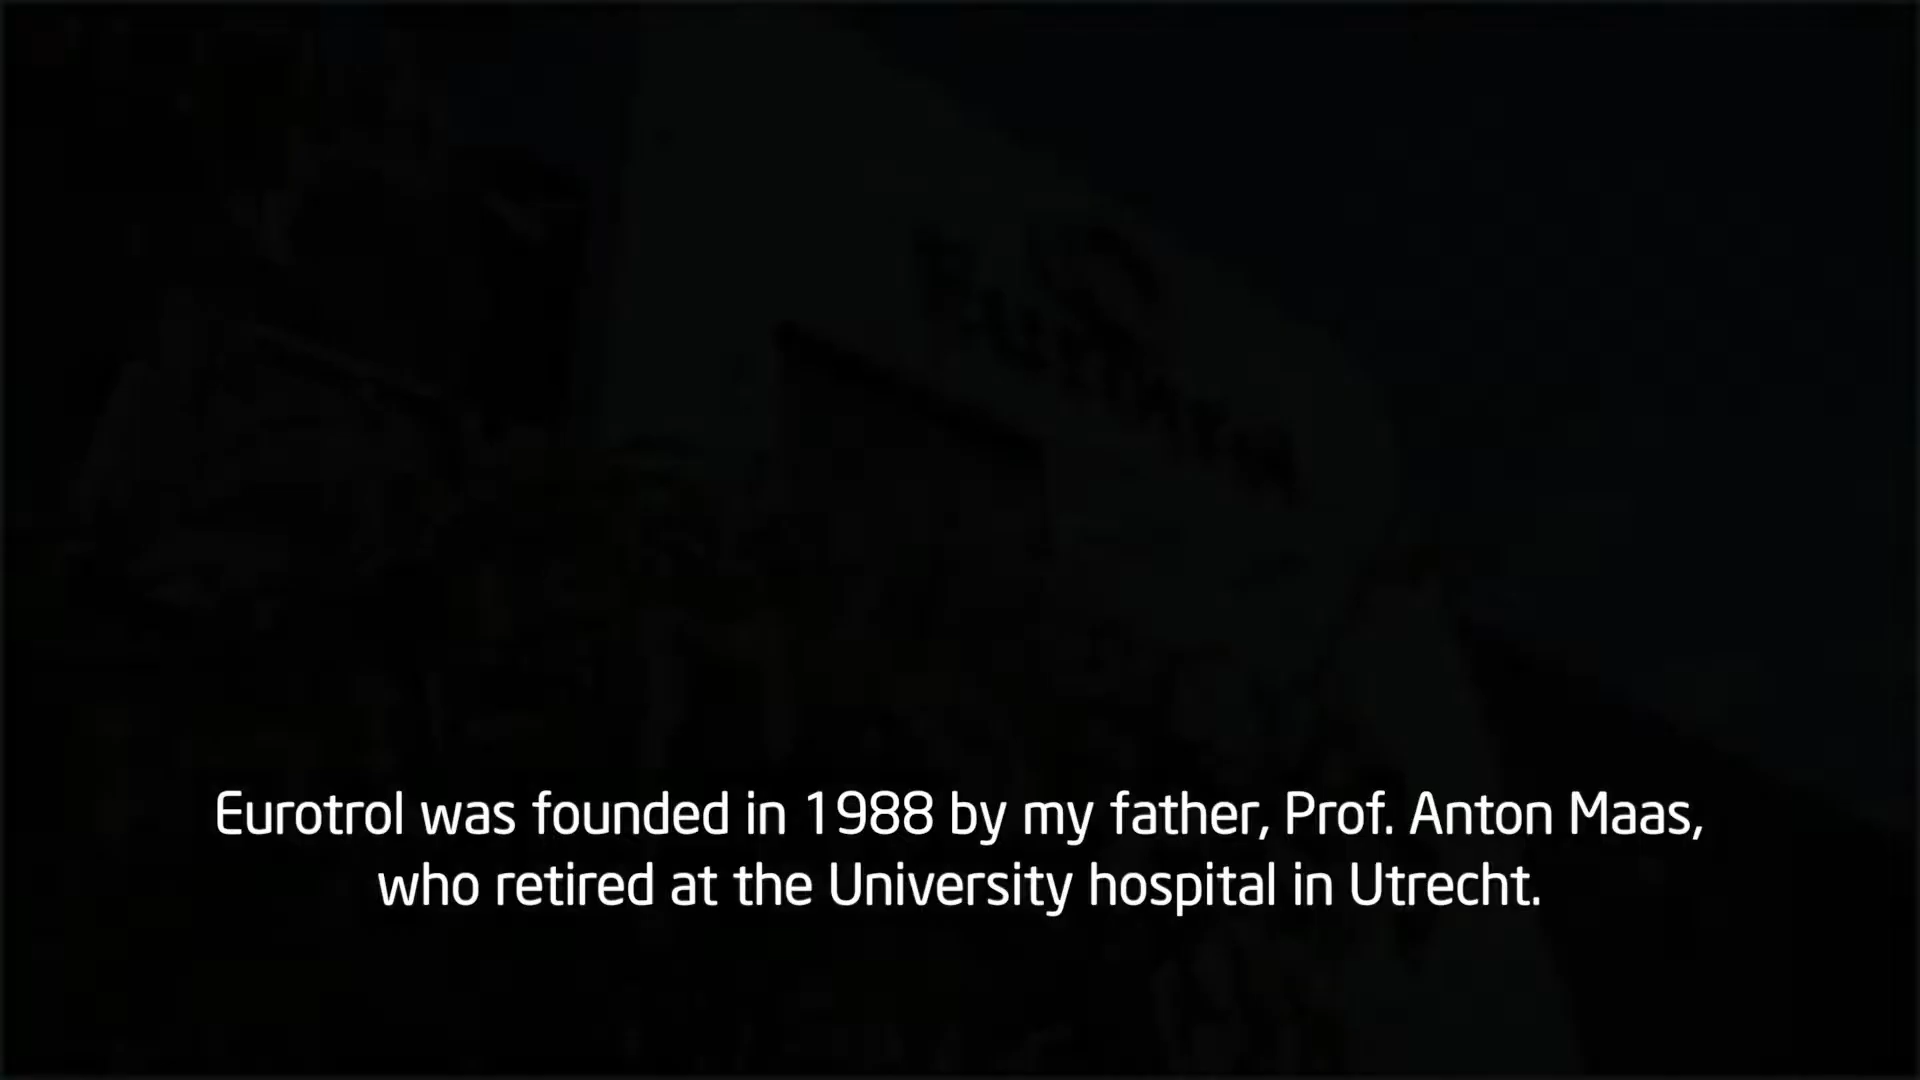 Eurotrol was founded in 1988 by my father, Prof. Anton Maas,
who retired at the University hospital in Utrecht.